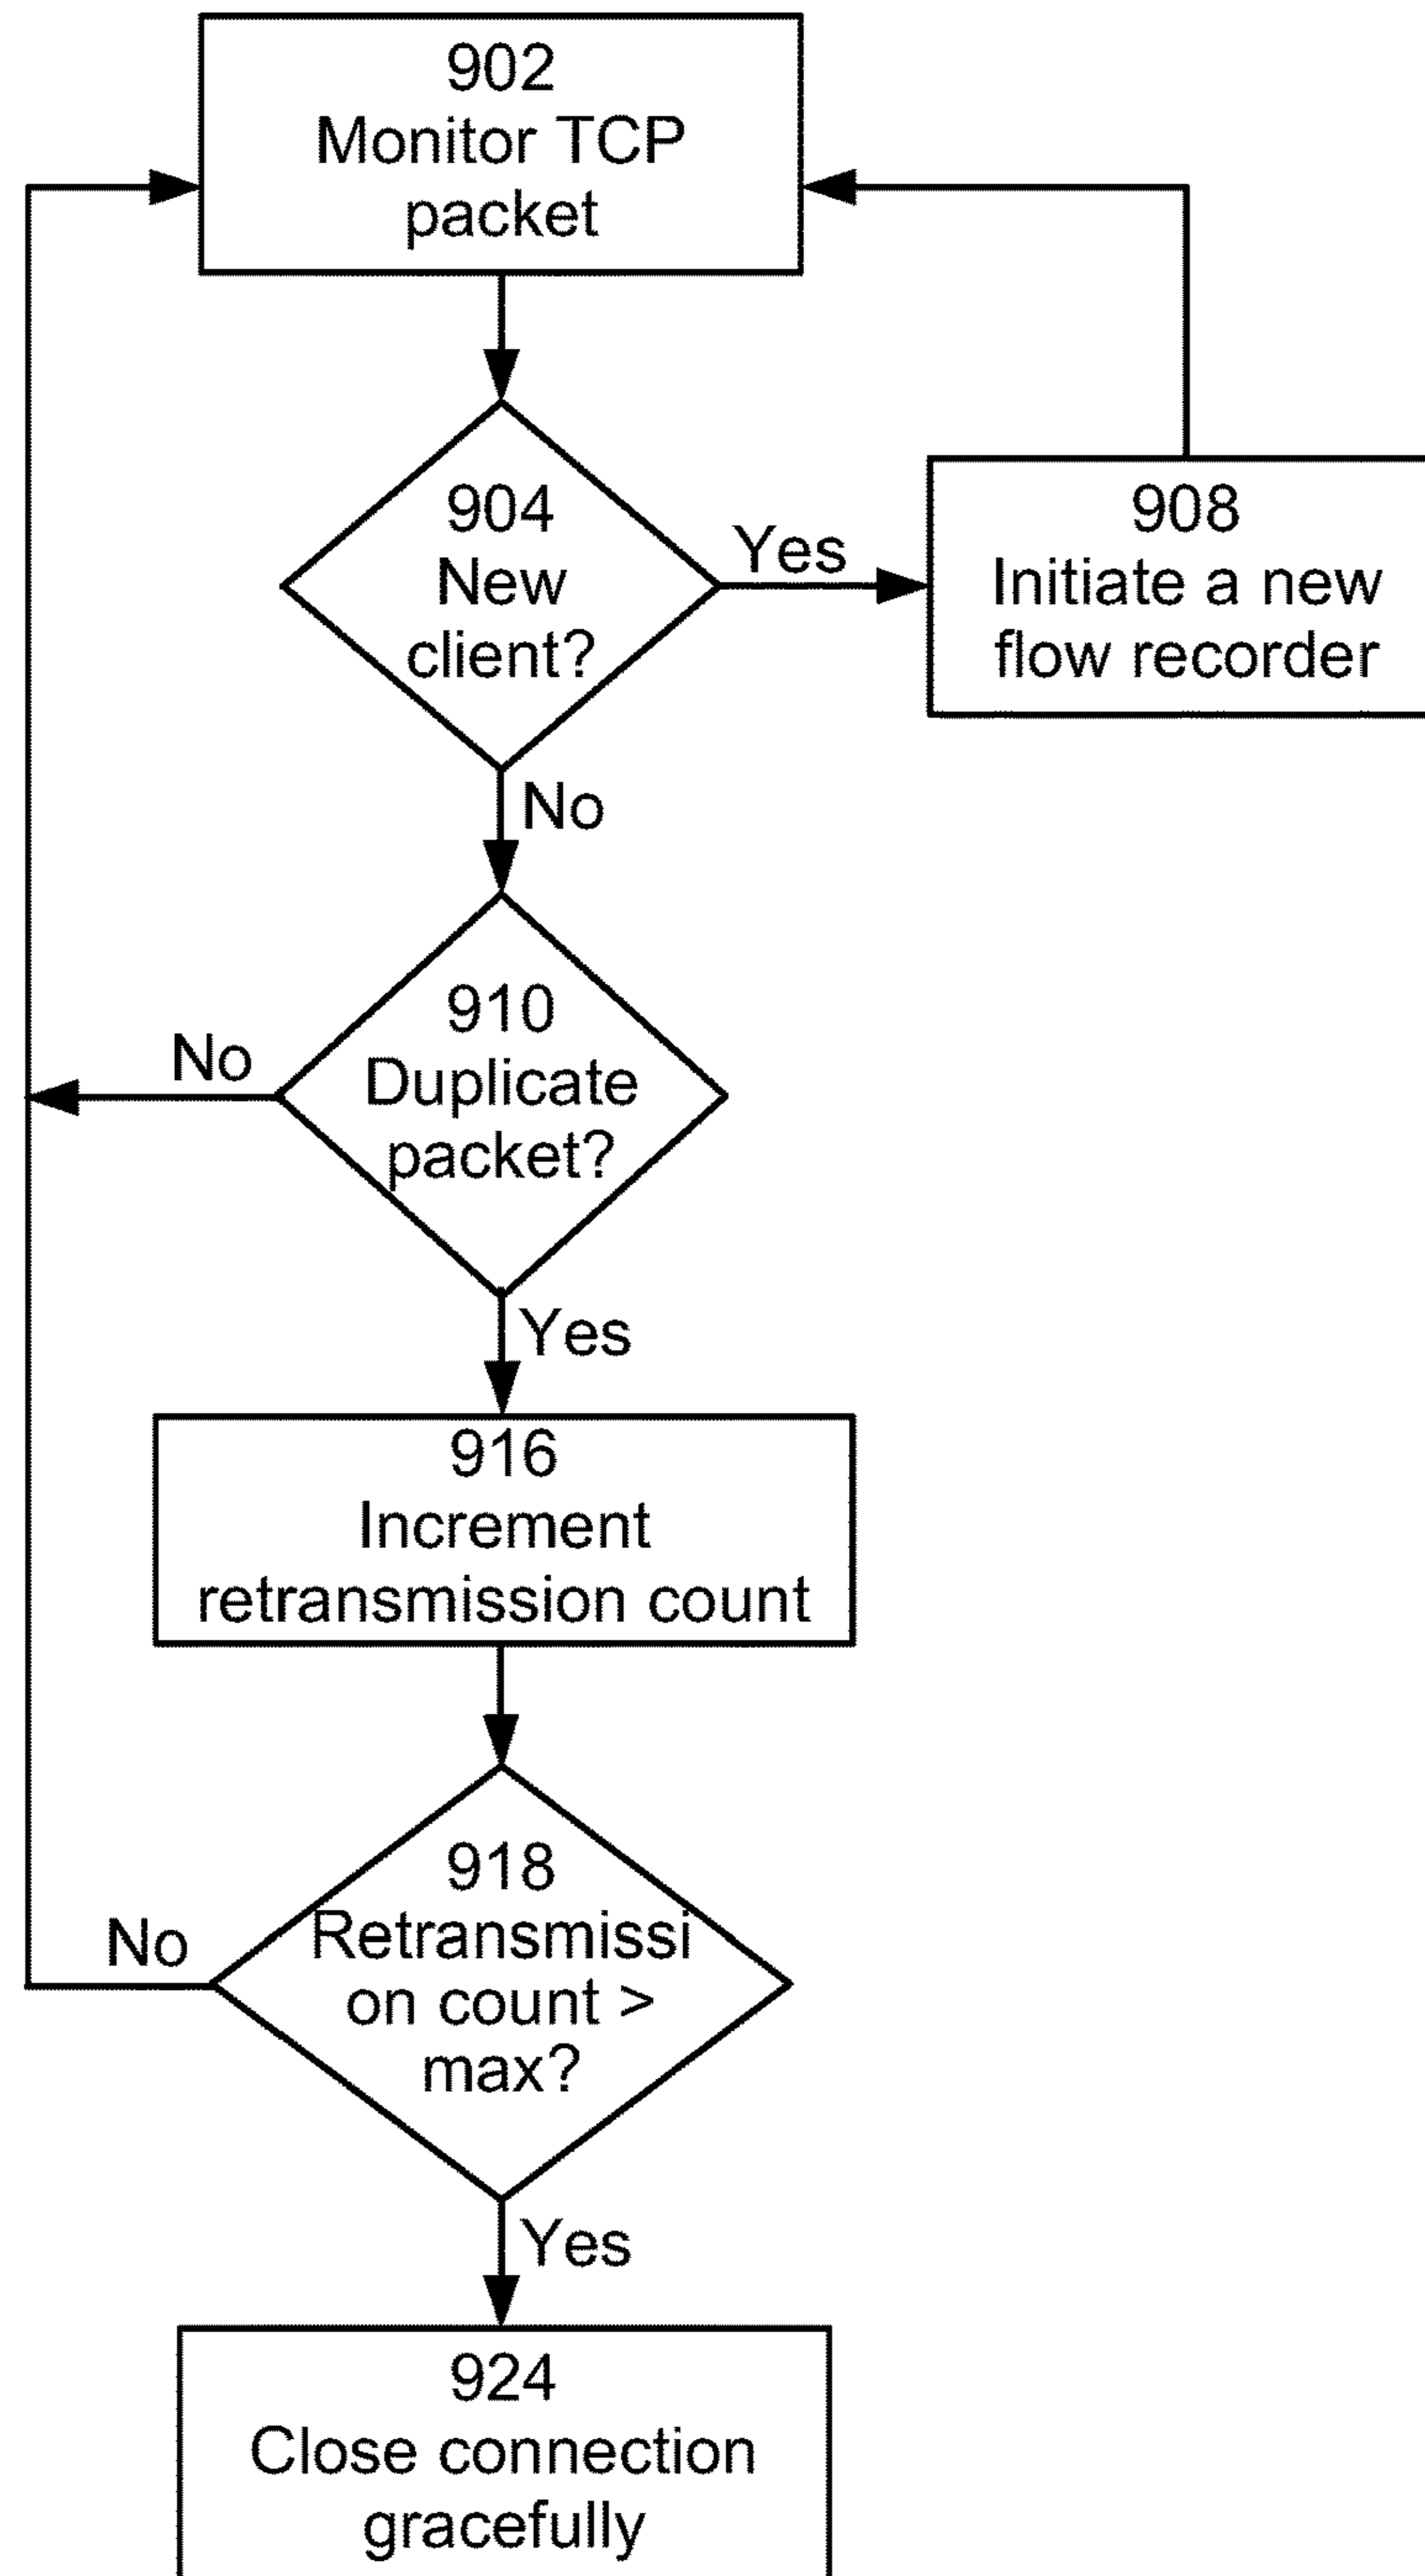 902
Monitor TCP
packet
904
New
client?
Yes
908
Initiate a new
flow recorder
No
910
Duplicate
packet?
No
Yes
916
Increment
retransmission count
918
Retransmissi
on count >
max?
No
Yes
924
Close connection
gracefully